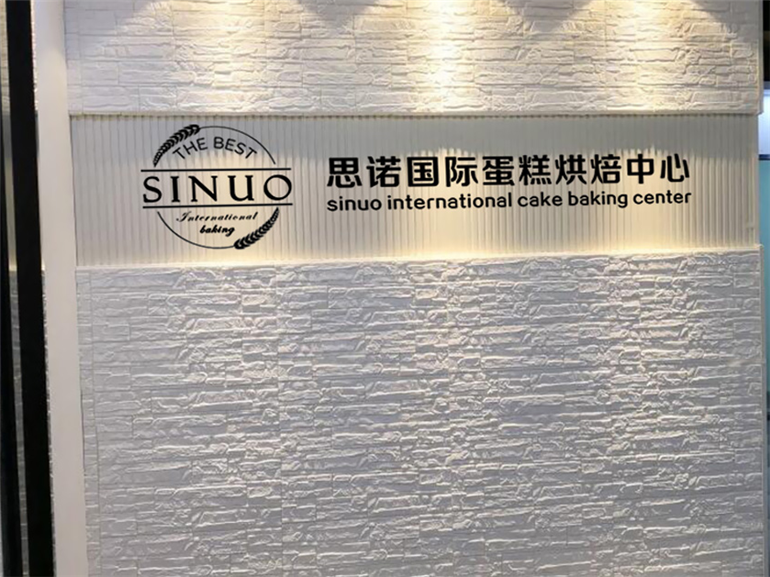 THE BEST
SINUO
International
baking
思诺国际蛋糕烘焙中心
sinuo international cake baking center